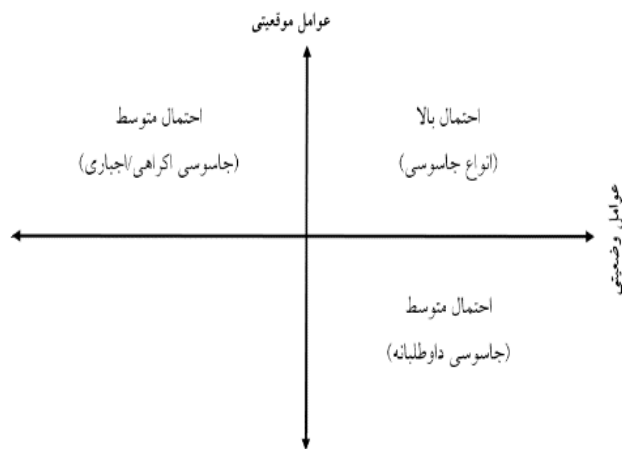 عوامل موقعیتی
احتمال بالا
(انواع جاسوسی)
احتمال متوسط
(جاسوسی اکراهی/اجباری)
عوامل وضعیتی
احتمال متوسط
(جاسوسی داوطلبانه)